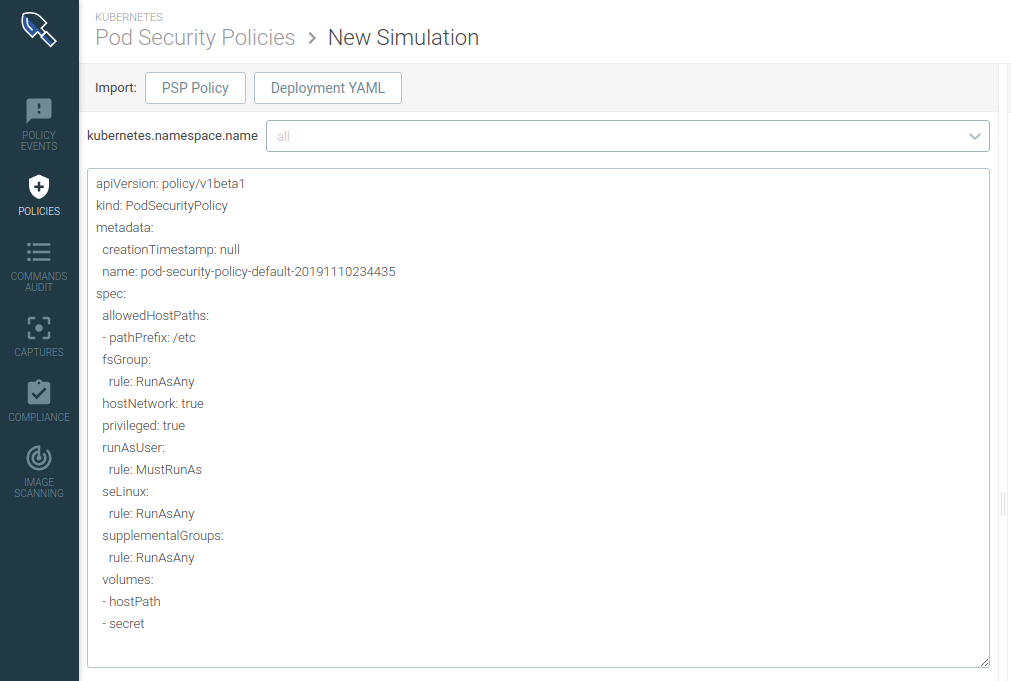 KUBERNETES
Pod Security Policies > New Simulation
Import: PSP Policy Deployment YAML
kubernetes.namespace.name all
POLICY
EVENTS
POLICIES
COMMANDS
AUDIT
CAPTURES
COMPLIANCE
IMAGE
SCANNING
apiVersion: policy/v1beta1
kind: PodSecurityPolicy
metadata:
  creationTimestamp: null
  name: pod-security-policy-default-20191110234435
spec:
  allowedHostPaths:
  - pathPrefix: /etc
  fsGroup:
    rule: RunAsAny
  hostNetwork: true
  privileged: true
  runAsUser:
    rule: MustRunAs
  seLinux:
    rule: RunAsAny
  supplementalGroups:
    rule: RunAsAny
  volumes:
  - hostPath
  - secret